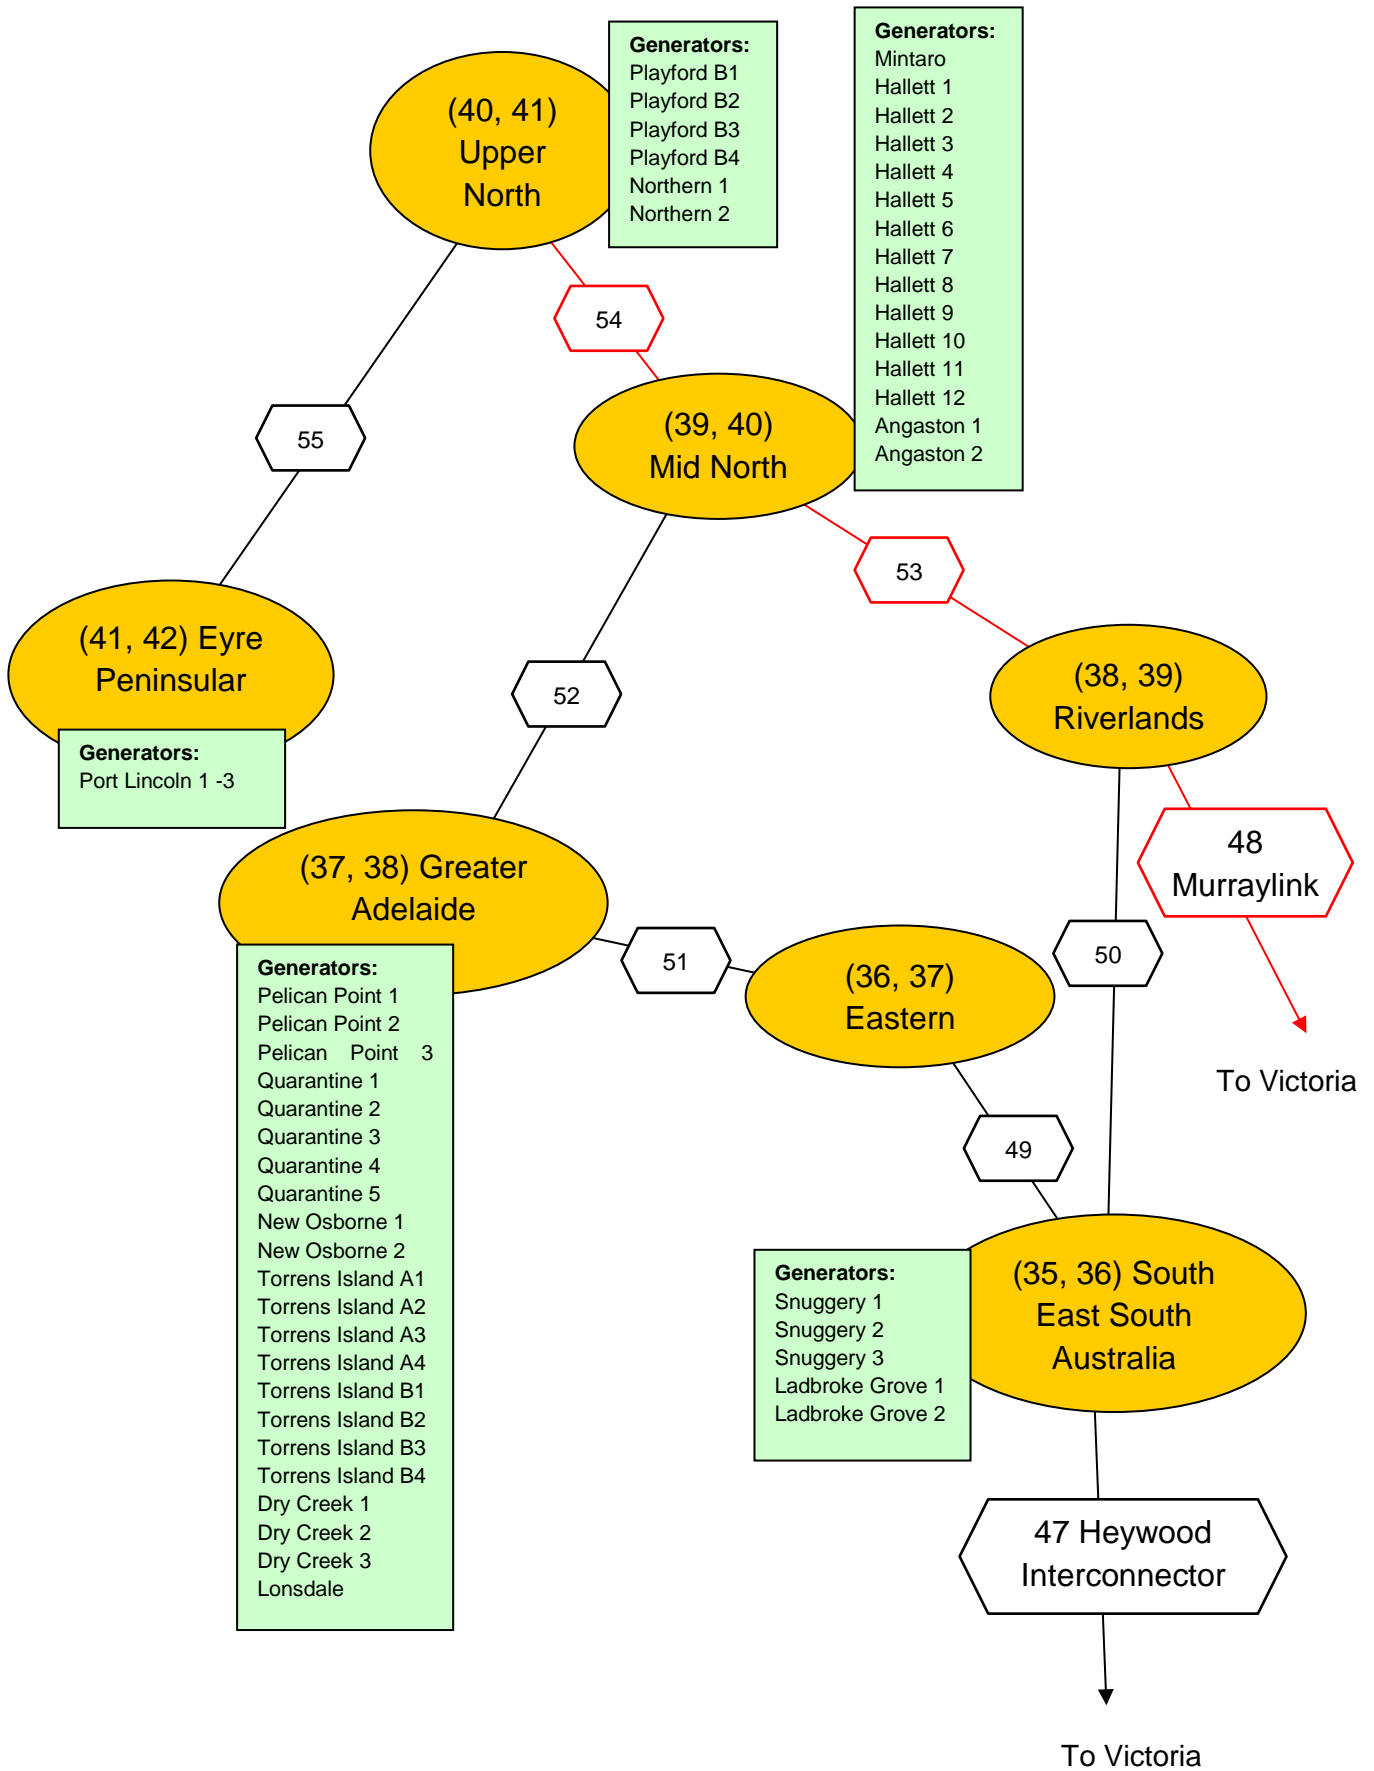 Generators:
Playford B1
Playford B2
Playford B3
Playford B4
Northern 1
Northern 2
Generators:
Mintaro
Hallett 1
Hallett 2
Hallett 3
Hallett 4
Hallett 5
Hallett 6
Hallett 7
Hallett 8
Hallett 9
Hallett 10
Hallett 11
Hallett 12
Angaston 1
Angaston 2
(40, 41)
Upper
North
54
55
(39, 40)
Mid North
53
(41, 42) Eyre
Peninsular
Generators:
Port Lincoln 1 -3
52
(38, 39)
Riverlands
48
Murraylink
To Victoria
(37, 38) Greater
Adelaide
Generators:
Pelican Point 1
Pelican Point 2
Pelican Point 3
Quarantine 1
Quarantine 2
Quarantine 3
Quarantine 4
Quarantine 5
New Osborne 1
New Osborne 2
Torrens Island A1
Torrens Island A2
Torrens Island A3
Torrens Island A4
Torrens Island B1
Torrens Island B2
Torrens Island B3
Torrens Island B4
Dry Creek 1
Dry Creek 2
Dry Creek 3
Lonsdale
51
(36, 37)
Eastern
50
49
Generators:
Snuggery 1
Snuggery 2
Snuggery 3
Ladbroke Grove 1
Ladbroke Grove 2
(35, 36) South
East South
Australia
47 Heywood
Interconnector
To Victoria